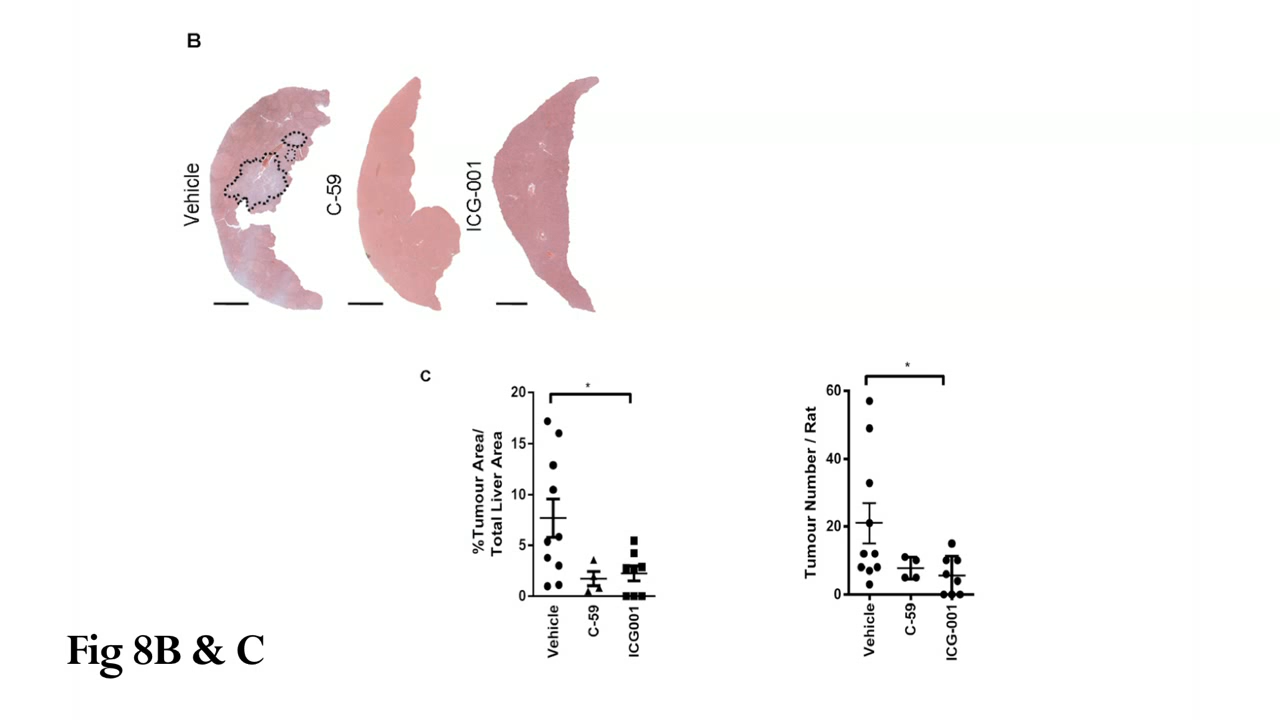 B
Vehicle
C-59
ICG-001
C
*
20
15
10
5
0
%Tumour Area/
Total Liver Area
Vehicle
C-59
ICG001
*
60
40
20
0
Tumour Number / Rat
Vehicle
C-59
ICG-001
Fig 8B & C